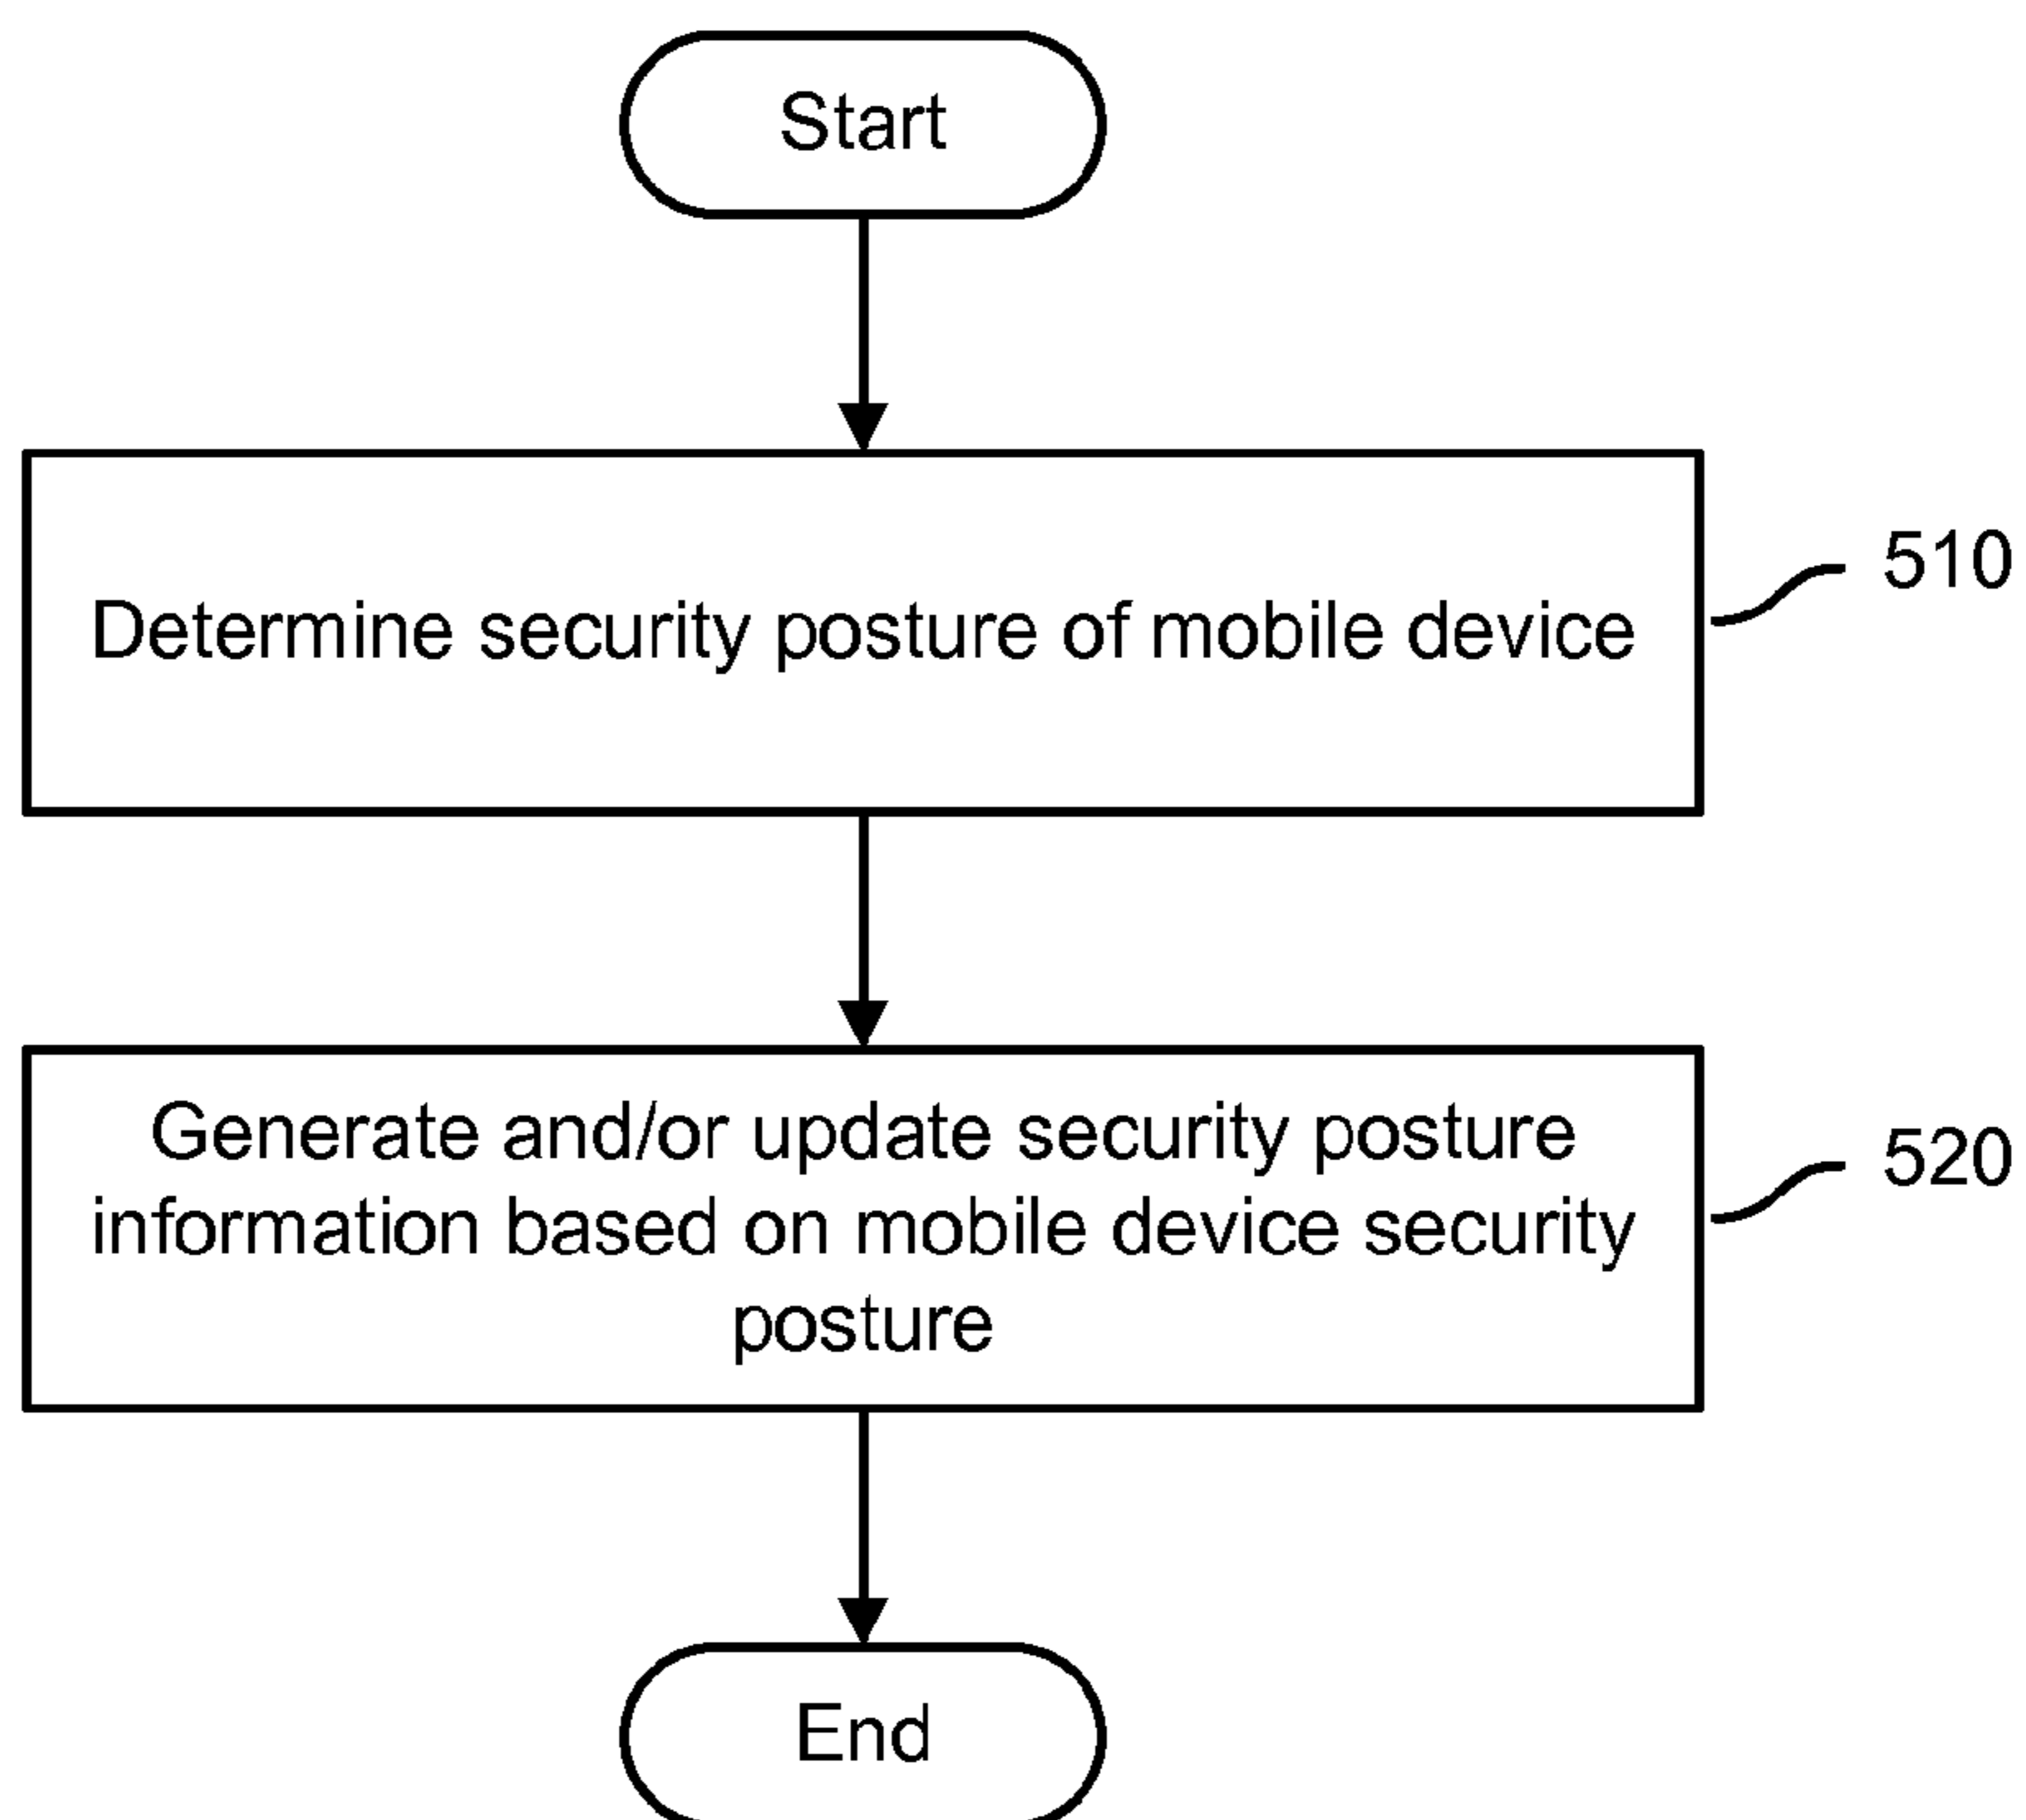 Start
510
Determine security posture of mobile device
Generate and/or update security posture
520
information based on mobile device security
posture
End